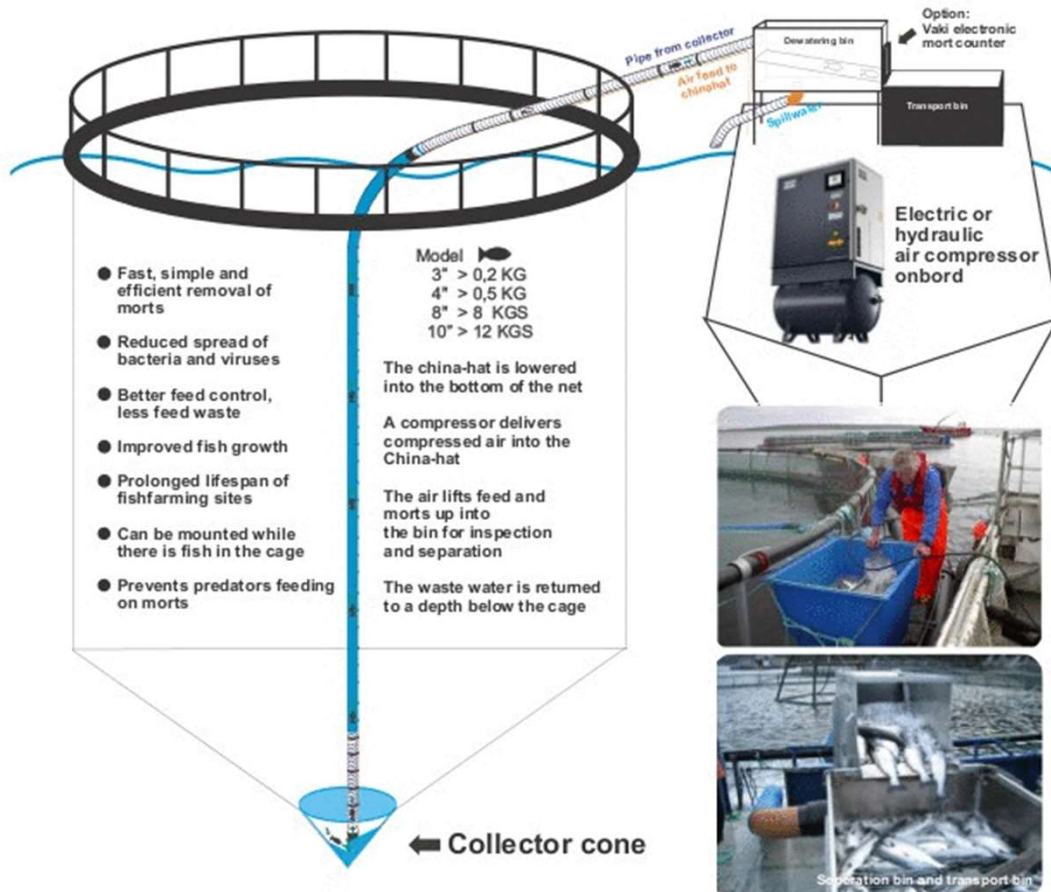 Option:
Vaki electronic
mort counter
Dewatering bin
Pipe from collector
Air feed to
chinahat
Transport bin
Spillwater
Electric or
hydraulic
air compressor
onbord
Model
3" > 0,2 KG
4" > 0,5 KG
8" > 8 KGS
10" > 12 KGS
Fast, simple and
efficient removal of
morts
Reduced spread of
bacteria and viruses
Better feed control,
less feed waste
Improved fish growth
Prolonged lifespan of
fishfarming sites
Can be mounted while
there is fish in the cage
Prevents predators feeding
on morts
The china-hat is lowered
into the bottom of the net
A compressor delivers
compressed air into the
China-hat
The air lifts feed and
morts up into
the bin for inspection
and separation
The waste water is returned
to a depth below the cage
Collector cone
Seperation bin and transport bin